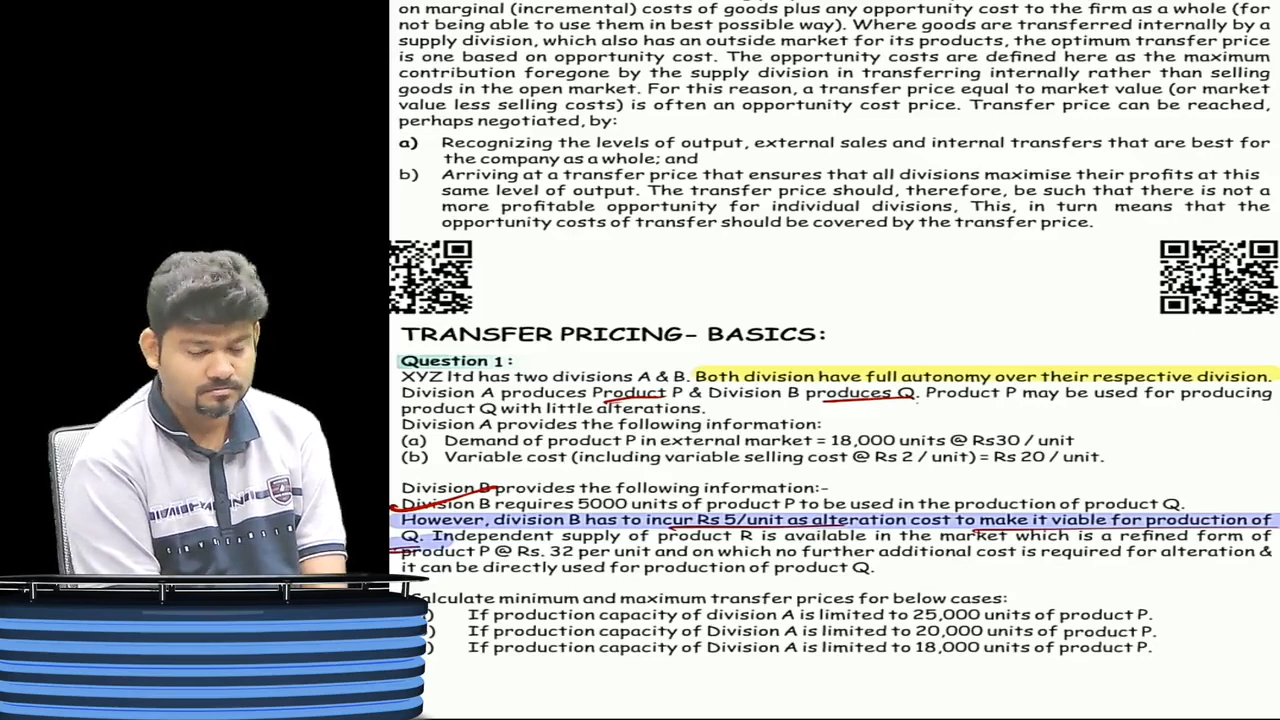 on marginal (incremental) costs of goods plus any opportunity cost to the firm as a whole (for
not being able to use them in best possible way). Where goods are transferred internally by a
supply division, which also has an outside market for its products, the optimum transfer price
is one based on opportunity cost. The opportunity costs are defined here as the maximum
contribution foregone by the supply division in transferring internally rather than selling
goods in the open market. For this reason, a transfer price equal to market value (or market
value less selling costs) is often an opportunity cost price. Transfer price can be reached,
perhaps negotiated, by:
a) Recognizing the levels of output, external sales and internal transfers that are best for
the company as a whole; and
b) Arriving at a transfer price that ensures that all divisions maximise their profits at this
same level of output. The transfer price should, therefore, be such that there is not a
more profitable opportunity for individual divisions, This, in turn means that the
opportunity costs of transfer should be covered by the transfer price.
TRANSFER PRICING- BASICS:
Question 1:
XYZ ltd has two divisions A & B. Both division have full autonomy over their respective division.
Division A produces Product P & Division B produces Q. Product P may be used for producing
product Q with little alterations.
Division A provides the following information:
(a) Demand of product P in external market = 18,000 units @ Rs30 / unit
(b) Variable cost (including variable selling cost @ Rs 2 / unit) = Rs 20 / unit.
Division B provides the following information:-
Division B requires 5000 units of product P to be used in the production of product Q.
However, division B has to incur Rs 5/unit as alteration cost to make it viable for production of
Q. Independent supply of product R is available in the market which is a refined form of
product P @ Rs. 32 per unit and on which no further additional cost is required for alteration &
it can be directly used for production of product Q.
Calculate minimum and maximum transfer prices for below cases:
) If production capacity of division A is limited to 25,000 units of product P.
) If production capacity of Division A is limited to 20,000 units of product P.
) If production capacity of Division A is limited to 18,000 units of product P.